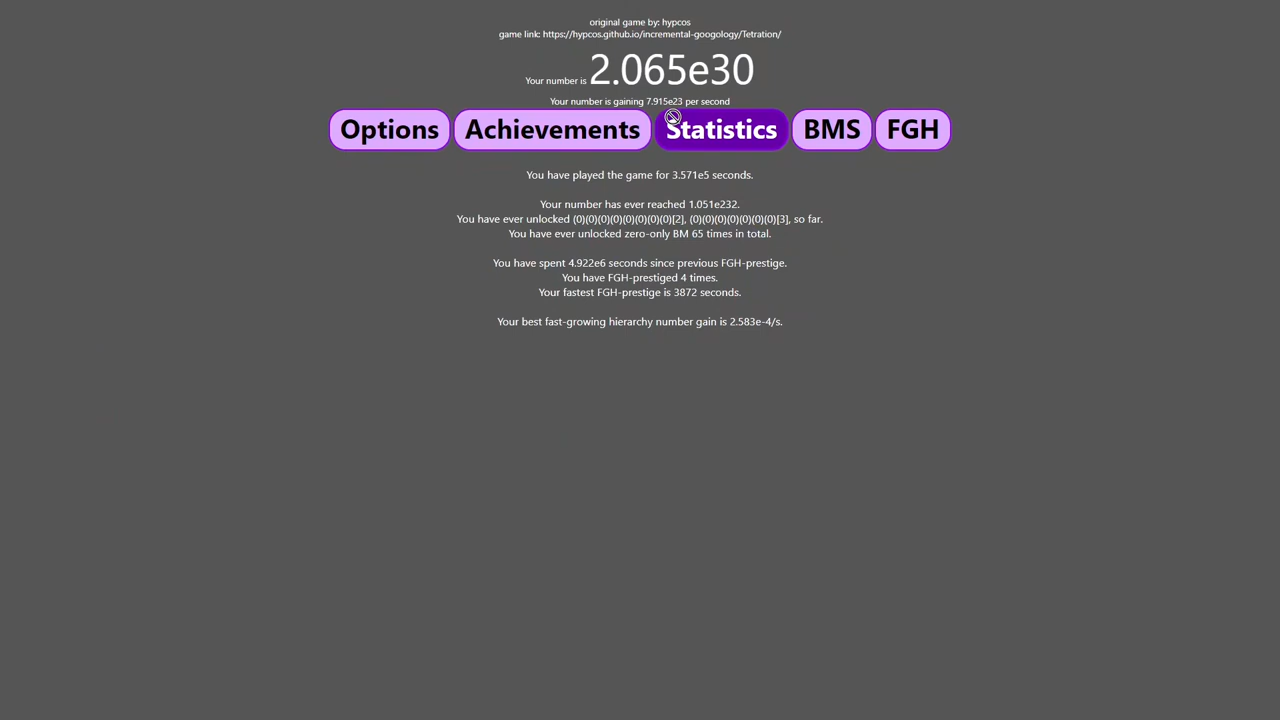 original game by: hypcos
game link: https://hypcos.github.io/incremental-googology/Tetration/
Your number is 2.065e30
Your number is gaining 7.915e23 per second
Options Achievements Statistics BMS FGH
You have played the game for 3.571e5 seconds.
Your number has ever reached 1.051e232.
You have ever unlocked (0)(0)(0)(0)(0)(0)(0)(0)[2], (0)(0)(0)(0)(0)(0)(0)[3], so far.
You have ever unlocked zero-only BM 65 times in total.
You have spent 4.922e6 seconds since previous FGH-prestige.
You have FGH-prestiged 4 times.
Your fastest FGH-prestige is 3872 seconds.
Your best fast-growing hierarchy number gain is 2.583e-4/s.